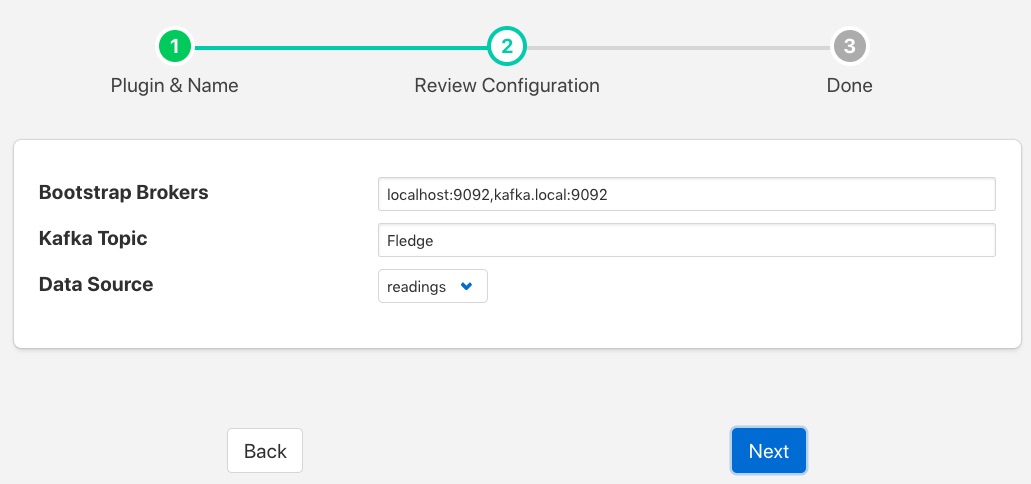 1 2 3
Plugin & Name Review Configuration Done
Bootstrap Brokers localhost:9092,kafka.local:9092
Kafka Topic Fledge
Data Source readings
Back Next